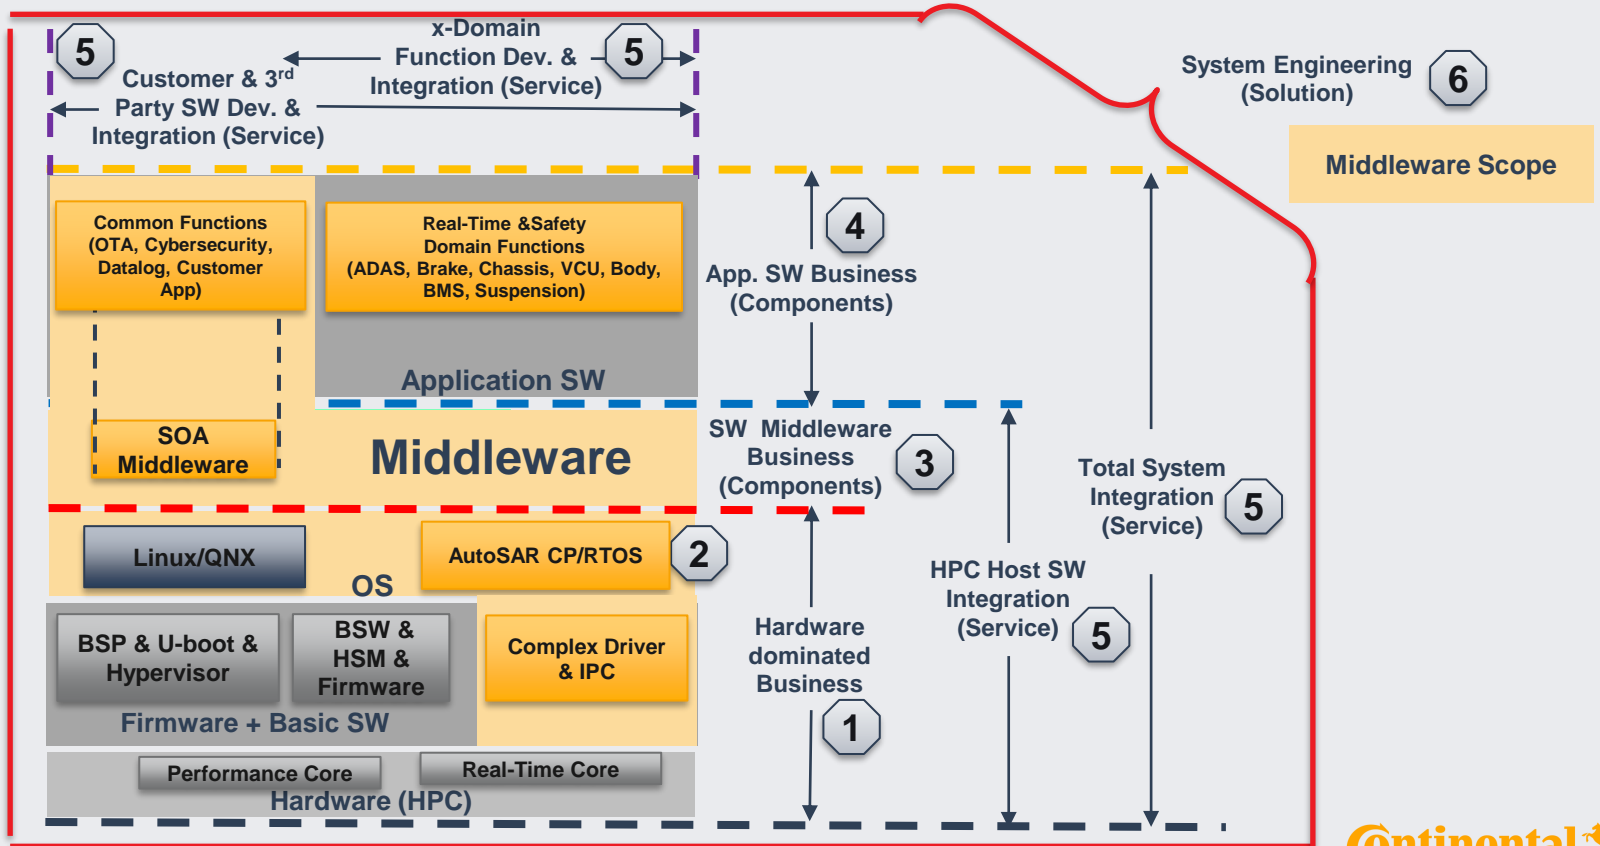 5
x-Domain
Function Dev. &
Integration (Service)
5
Customer & 3rd
Party SW Dev. &
Integration (Service)
System Engineering
(Solution)
6
Middleware Scope
Common Functions
(OTA, Cybersecurity,
Datalog, Customer
App)
Real-Time &Safety
Domain Functions
(ADAS, Brake, Chassis, VCU, Body,
BMS, Suspension)
Application SW
4
App. SW Business
(Components)
SOA
Middleware
Middleware
SW Middleware
Business
(Components)
3
Total System
Integration
(Service)
5
Linux/QNX
AutoSAR CP/RTOS
2
OS
HPC Host SW
Integration
(Service)
5
BSP & U-boot &
Hypervisor
BSW &
HSM &
Firmware
Complex Driver
& IPC
Firmware + Basic SW
Hardware
dominated
Business
1
Performance Core
Real-Time Core
Hardware (HPC)
Continental